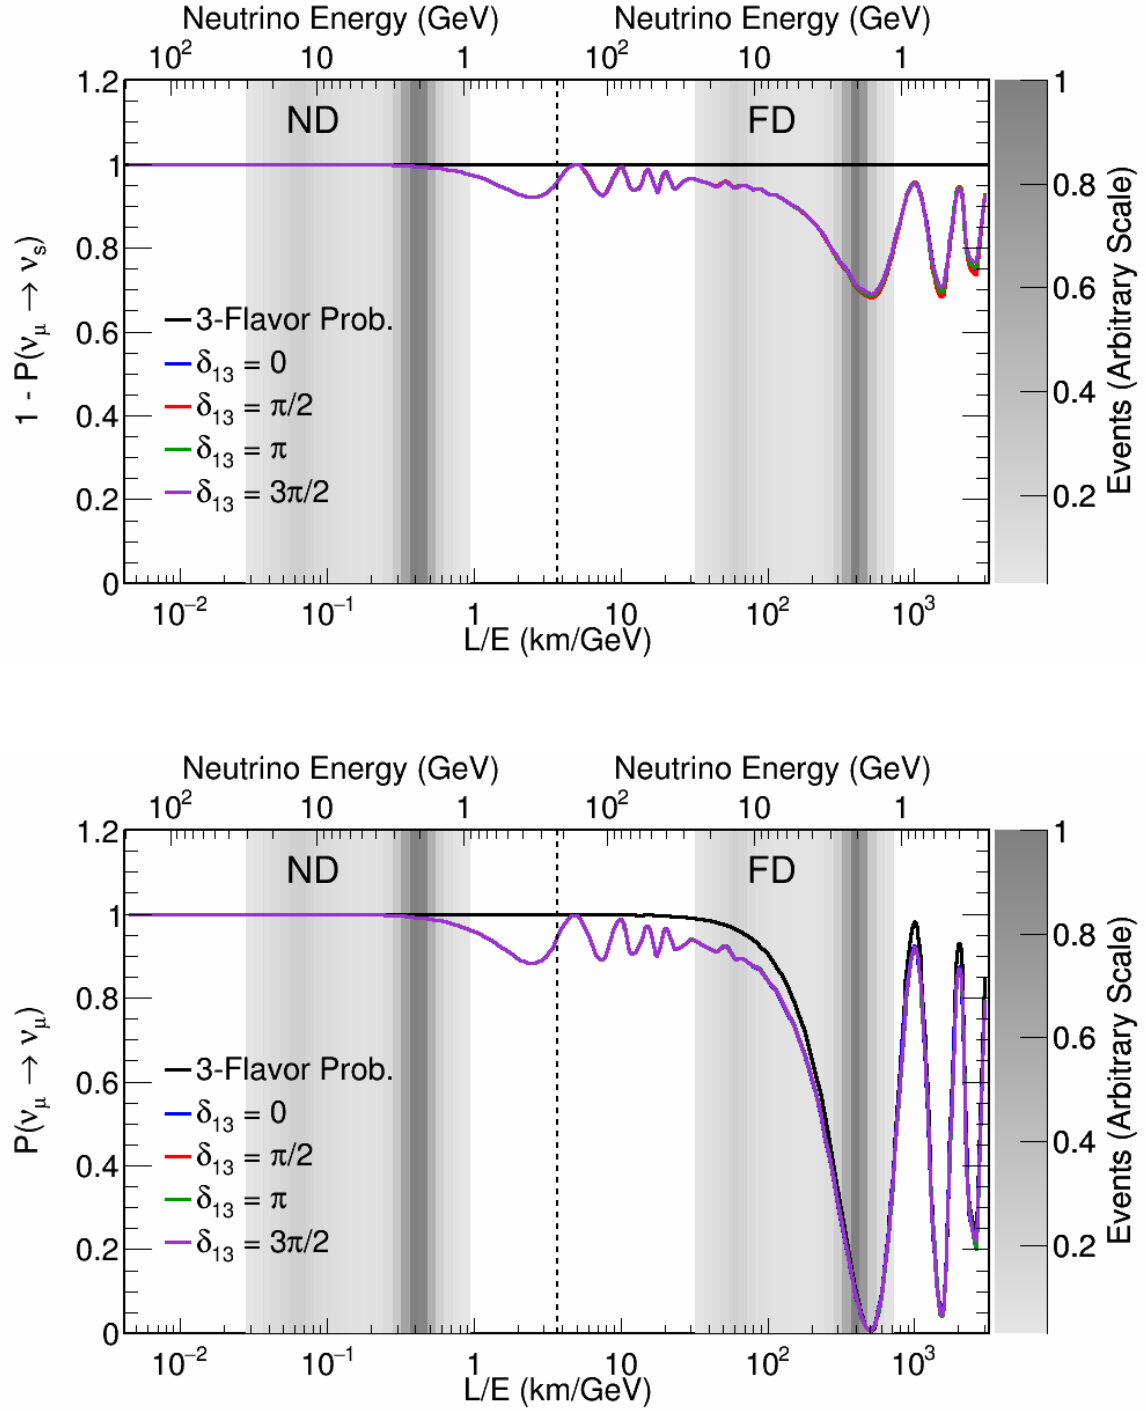 Neutrino Energy (GeV) Neutrino Energy (GeV)
10² 10 1 10² 10 1
1.2
1
0.8
0.6
0.4
0.2
0
1 - P(νμ → νs)
ND FD
3-Flavor Prob.
δ13 = 0
δ13 = π/2
δ13 = π
δ13 = 3π/2
1
0.8
0.6
0.4
0.2
Events (Arbitrary Scale)
10⁻² 10⁻¹ 1 10 10² 10³
L/E (km/GeV)
Neutrino Energy (GeV) Neutrino Energy (GeV)
10² 10 1 10² 10 1
1.2
1
0.8
0.6
0.4
0.2
0
P(νμ → νμ)
ND FD
3-Flavor Prob.
δ13 = 0
δ13 = π/2
δ13 = π
δ13 = 3π/2
1
0.8
0.6
0.4
0.2
Events (Arbitrary Scale)
10⁻² 10⁻¹ 1 10 10² 10³
L/E (km/GeV)